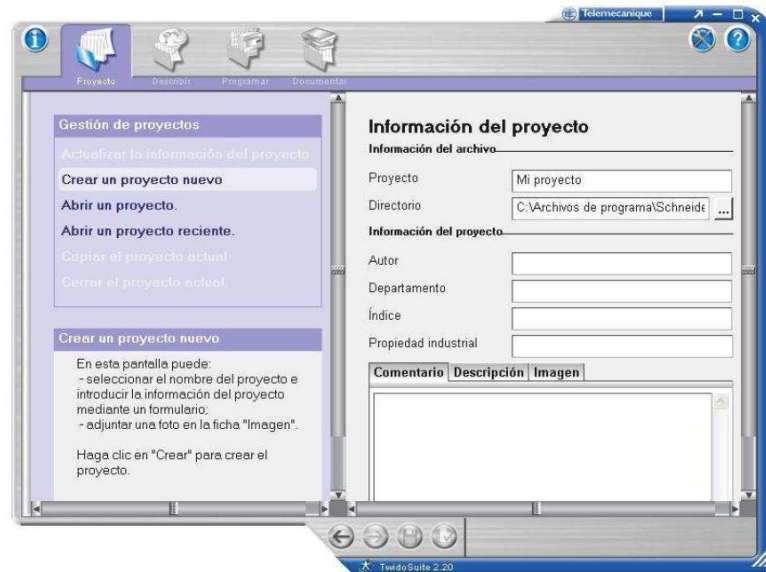 Telemecanique
Proyecto
Describir
Programar
Documentar
Gestión de proyectos
Actualizar la información del proyecto
Crear un proyecto nuevo
Abrir un proyecto.
Abrir un proyecto reciente.
Copiar el proyecto actual
Cerrar el proyecto actual.
Crear un proyecto nuevo
En esta pantalla puede:
- seleccionar el nombre del proyecto e
introducir la información del proyecto
mediante un formulario;
- adjuntar una foto en la ficha "Imagen".
Haga clic en "Crear" para crear el
proyecto.
Información del proyecto
Información del archivo
Proyecto
Mi proyecto
Directorio
C:\Archivos de programa\Schneide
...
Información del proyecto
Autor
Departamento
Índice
Propiedad industrial
Comentario Descripción Imagen
TwidoSuite 2.20